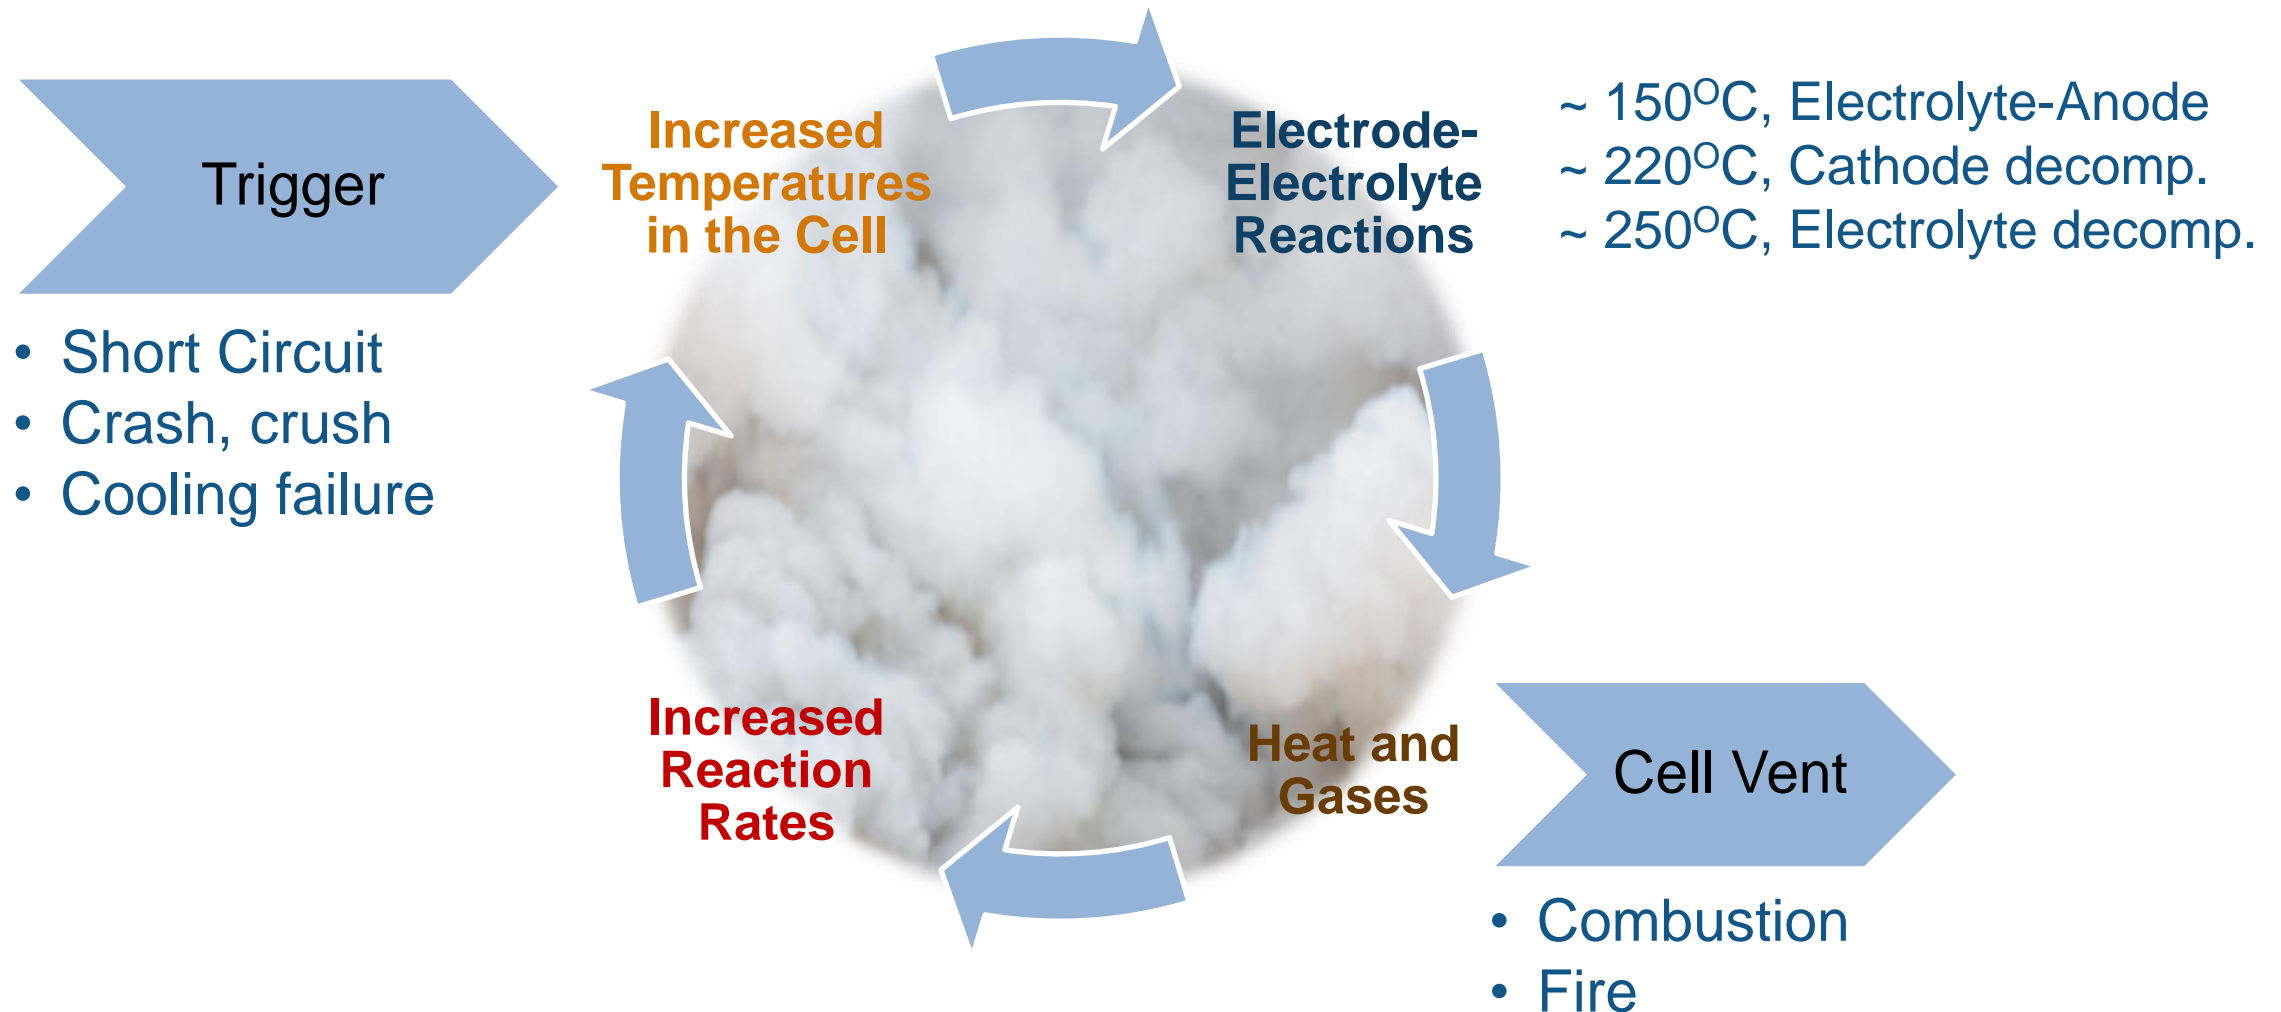 Trigger
• Short Circuit
• Crash, crush
• Cooling failure
Increased
Temperatures
in the Cell
Electrode-
Electrolyte
Reactions
~ 150ᴼC, Electrolyte-Anode
~ 220ᴼC, Cathode decomp.
~ 250ᴼC, Electrolyte decomp.
Heat and
Gases
Increased
Reaction
Rates
Cell Vent
• Combustion
• Fire